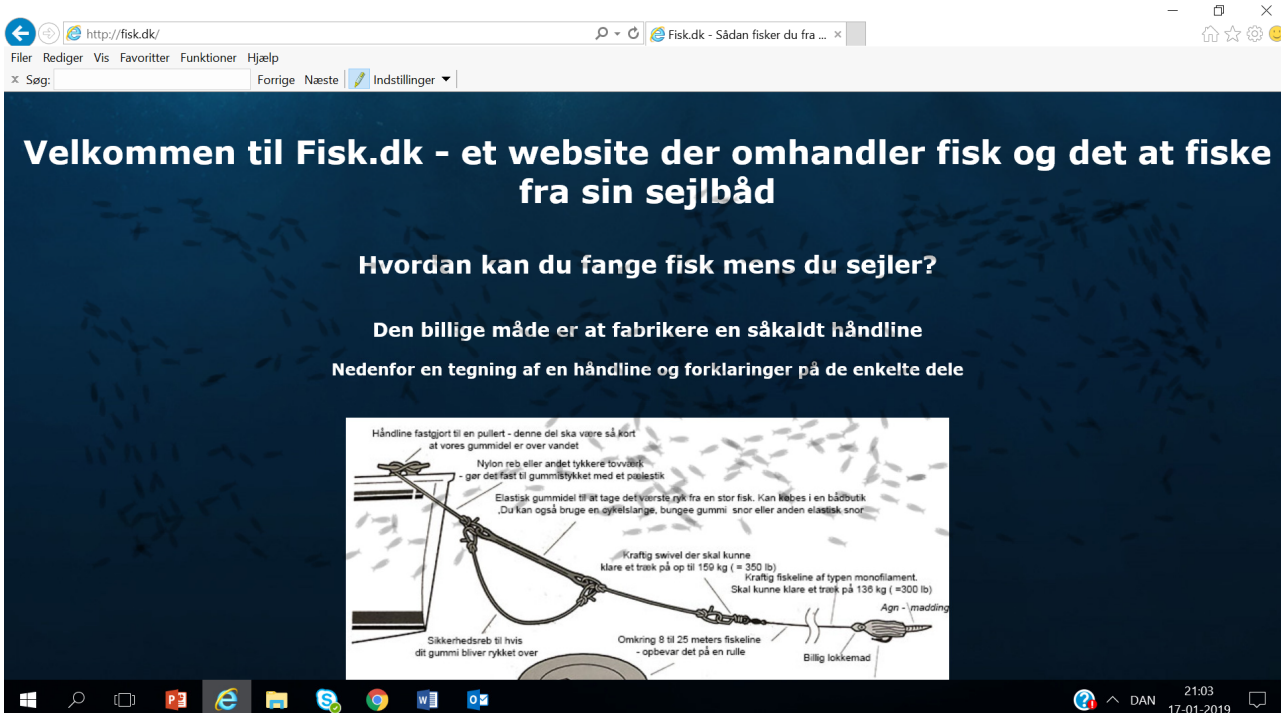 http://fisk.dk/
Fisk.dk - Sådan fisker du fra ...
Filer Rediger Vis Favoritter Funktioner Hjælp
x Søg: Forrige Næste Indstillinger
Velkommen til Fisk.dk - et website der omhandler fisk og det at fiske
fra sin sejlbåd
Hvordan kan du fange fisk mens du sejler?
Den billige måde er at fabrikere en såkaldt håndline
Nedenfor en tegning af en håndline og forklaringer på de enkelte dele
Håndline fastgjort til en pullert - denne del ska være så kort
at vores gummidel er over vandet
Nylon reb eller andet tykkere tovværk
- gør det fast til gummistykket med et pælestik
Elastisk gummidel til at tage det værste ryk fra en stor fisk. Kan købes i en bådbutik
,Du kan også bruge en cykelslange, bungee gummi snor eller anden elastisk snor
Kraftig swivel der skal kunne
klare et træk på op til 159 kg ( = 350 lb)
Kraftig fiskeline af typen monofilament.
Skal kunne klare et træk på 136 kg ( =300 lb)
Agn - \madding
Sikkerhedsreb til hvis
dit gummi bliver rykket over
Omkring 8 til 25 meters fiskeline
- opbevar det på en rulle
Billig lokkemad
DAN
21:03
17-01-2019